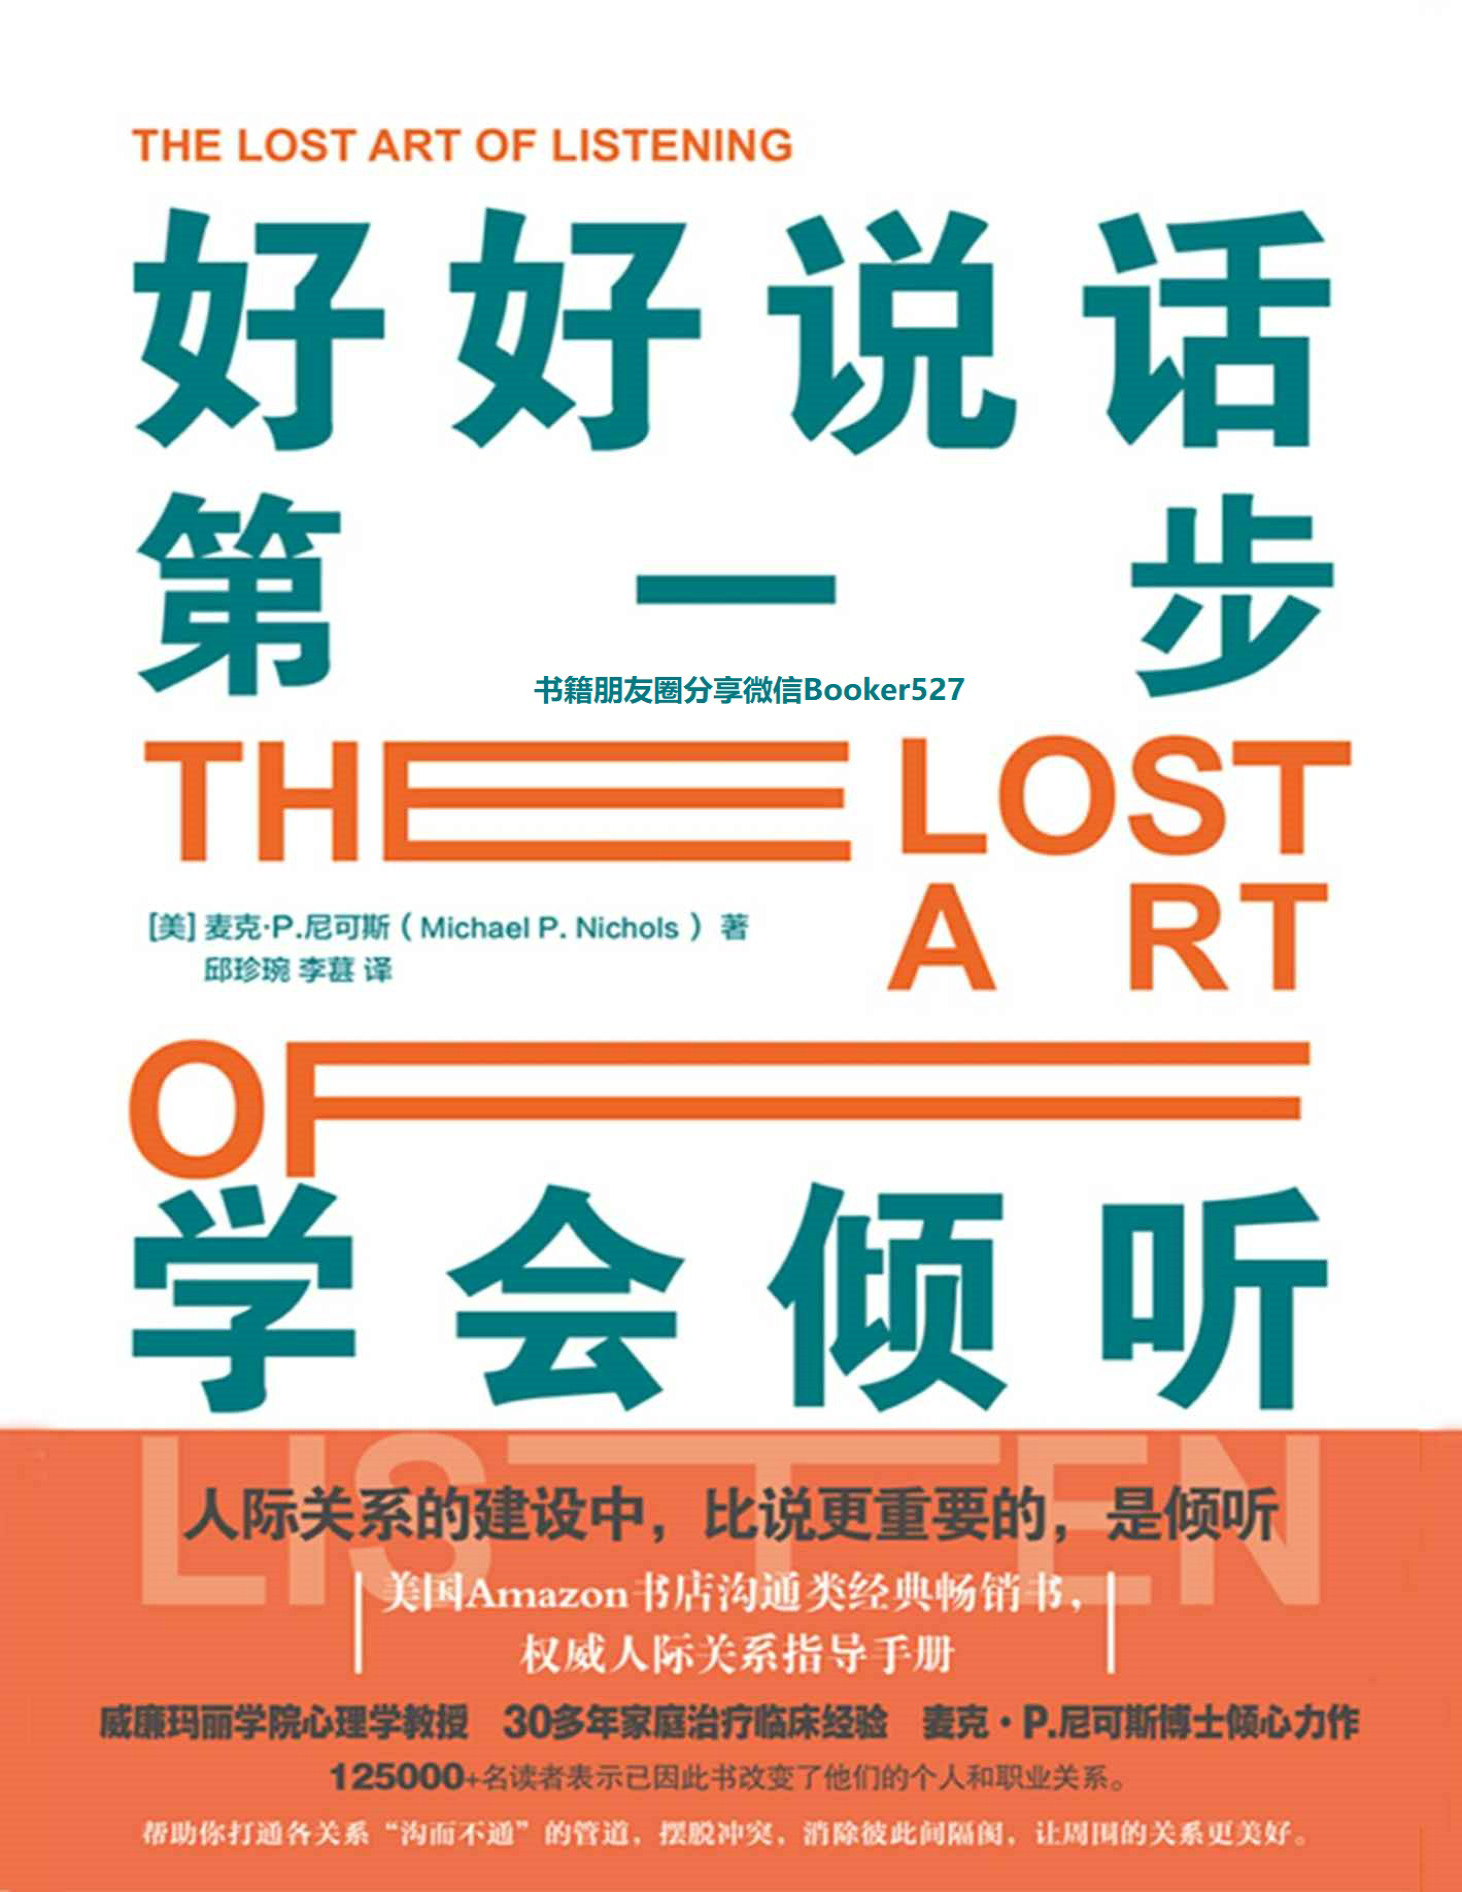 THE LOST ART OF LISTENING
好好说话
第一步
书籍朋友圈分享微信Booker527
THE LOST
[美] 麦克·P.尼可斯（Michael P. Nichols）著
邱珍琬 李葚 译
ART
OF
学会倾听
LISTEN
人际关系的建设中，比说更重要的，是倾听
美国Amazon书店沟通类经典畅销书，
权威人际关系指导手册
威廉玛丽学院心理学教授 30多年家庭治疗临床经验 麦克·P.尼可斯博士倾心力作
125000+名读者表示已因此书改变了他们的个人和职业关系。
帮助你打通各关系“沟而不通”的管道，摆脱冲突，消除彼此间隔阂，让周围的关系更美好。